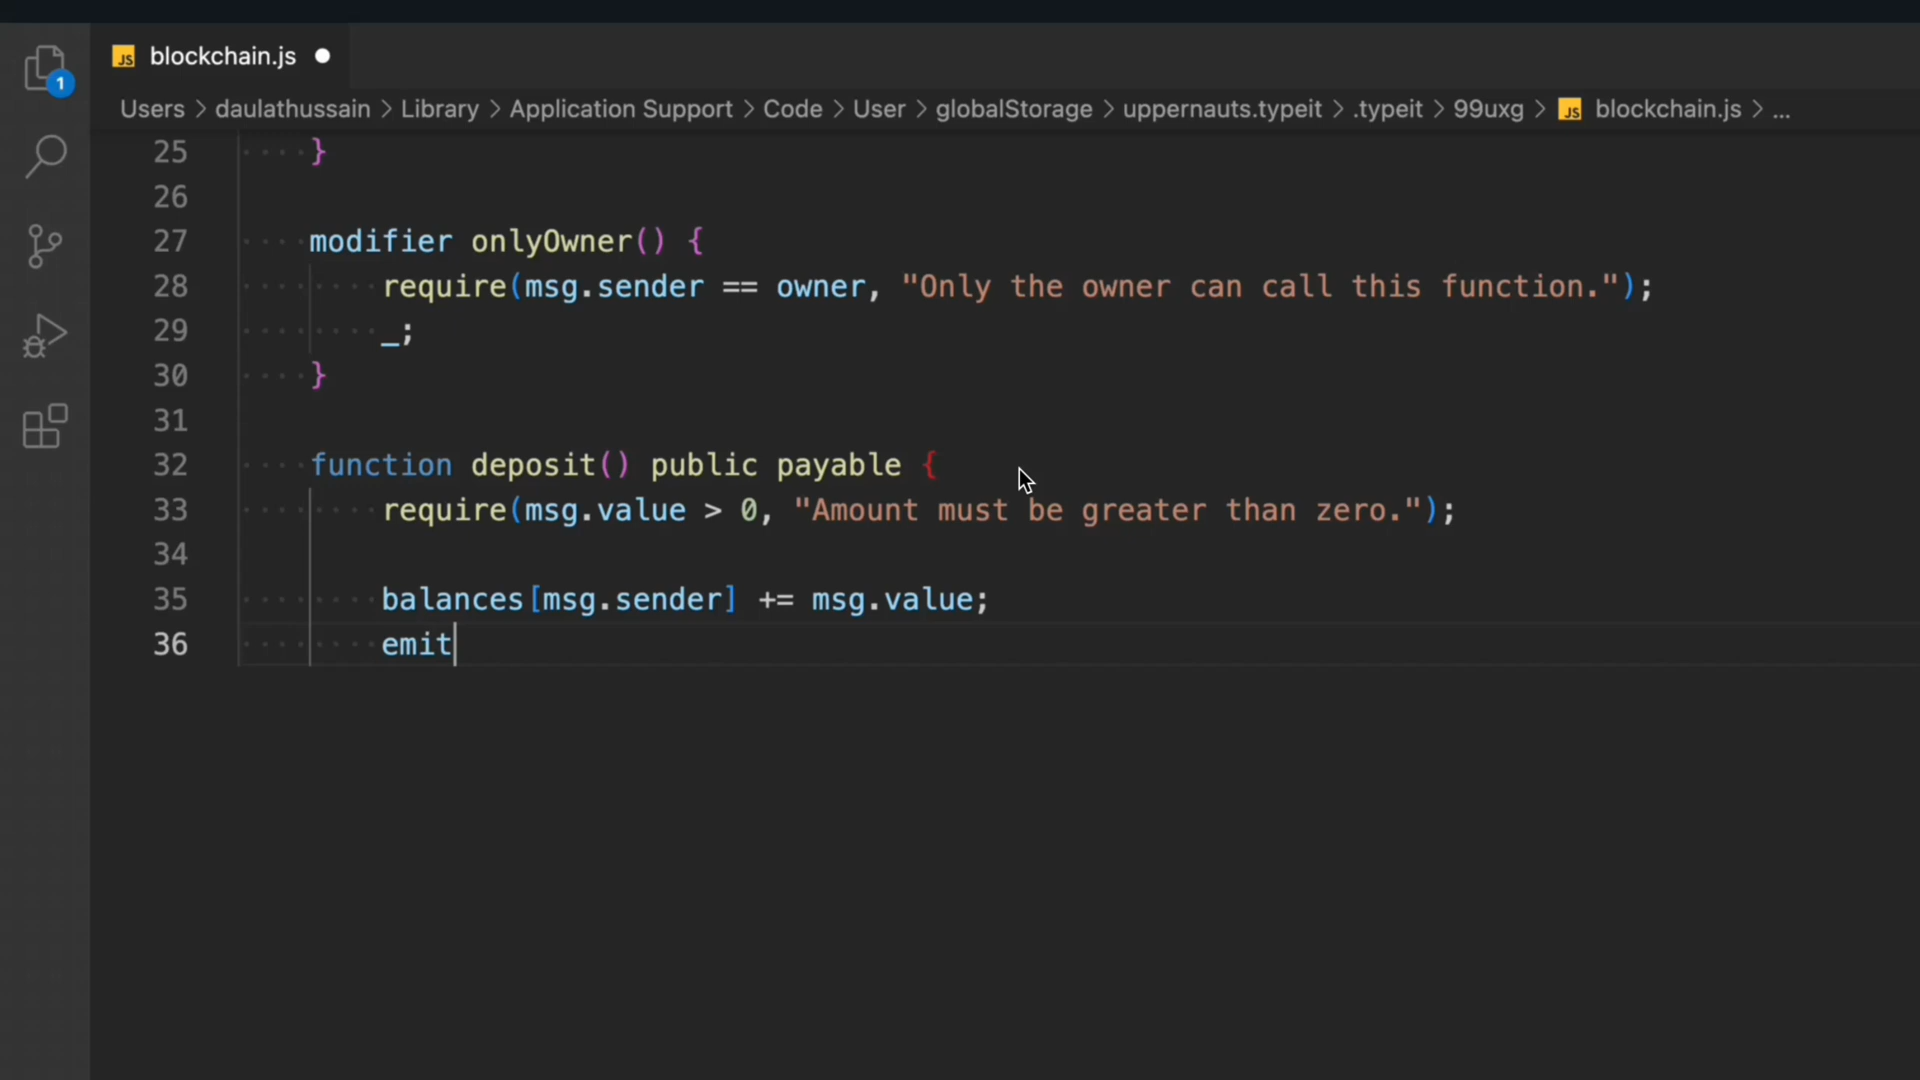 JS blockchain.js
1
Users > daulathussain > Library > Application Support > Code > User > globalStorage > uppernauts.typeit > .typeit > 99uxg > JS blockchain.js > ...
25 }
26
27 modifier onlyOwner() {
28 require(msg.sender == owner, "Only the owner can call this function.");
29 _;
30 }
31
32 function deposit() public payable {
33 require(msg.value > 0, "Amount must be greater than zero.");
34
35 balances[msg.sender] += msg.value;
36 emit